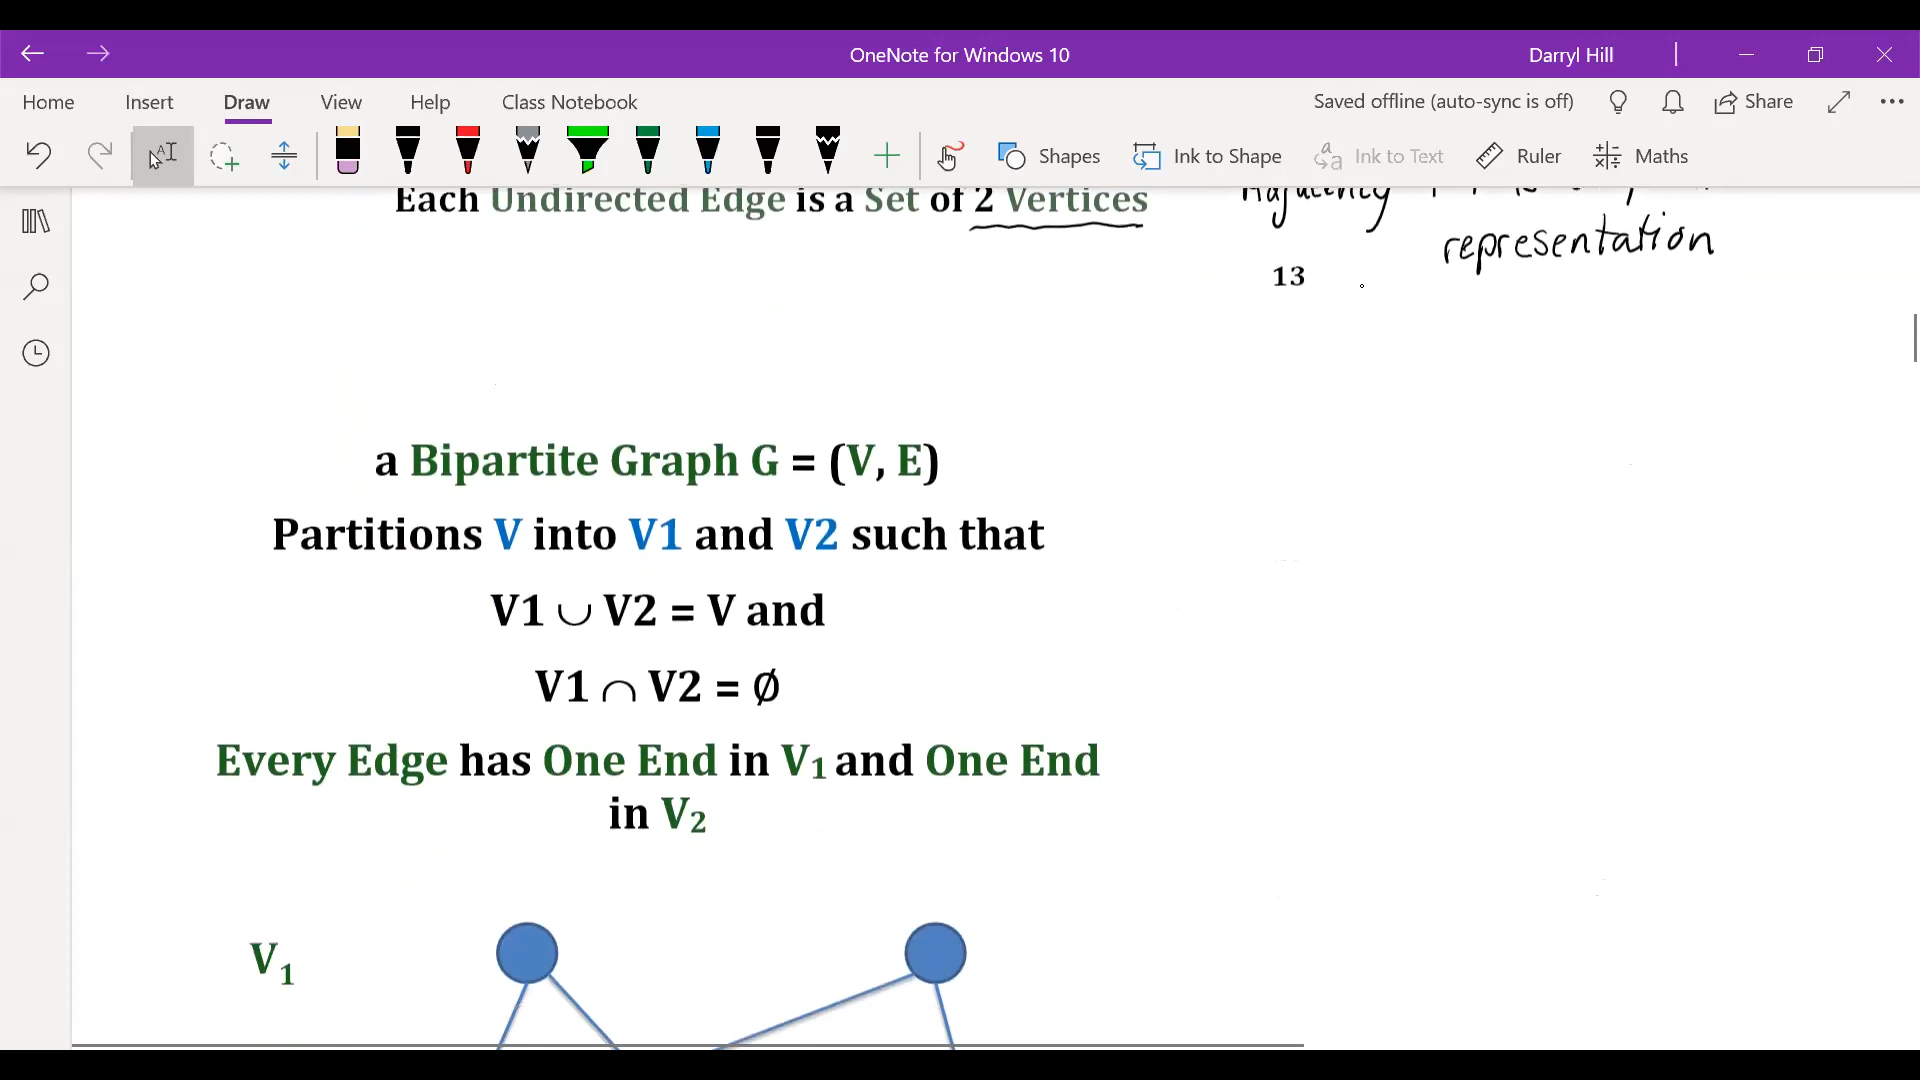 OneNote for Windows 10
Darryl Hill
Home Insert Draw View Help Class Notebook
Saved offline (auto-sync is off) Share
Shapes Ink to Shape Ink to Text Ruler Maths
Each Undirected Edge is a Set of 2 Vertices
Adjacency
representation
13
a Bipartite Graph G = (V, E)
Partitions V into V1 and V2 such that
V1 ∪ V2 = V and
V1 ∩ V2 = ∅
Every Edge has One End in V₁ and One End
in V₂
V₁